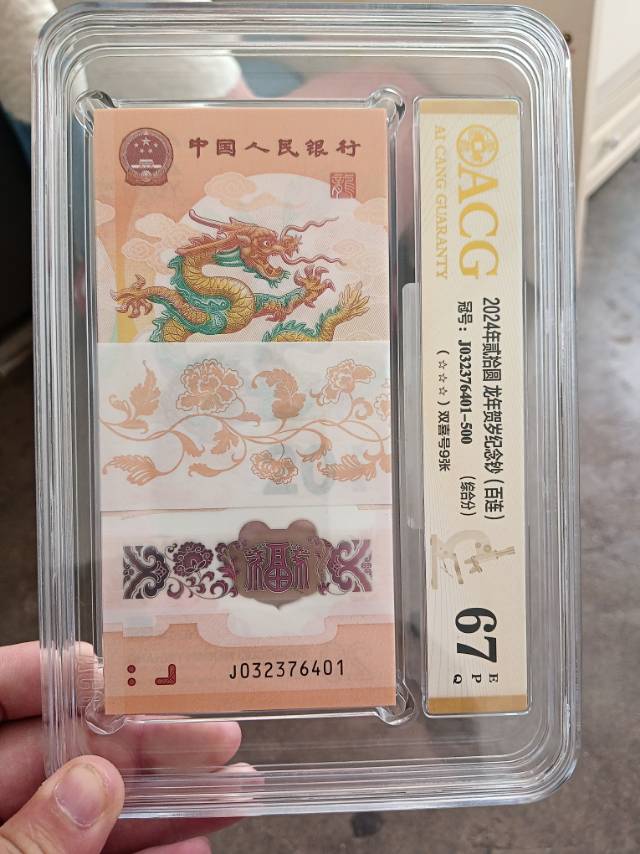 中国人民银行
龍
福
J032376401
ACG
AI CANG GUARANTY
2024年贰拾圆 龙年贺岁纪念钞（百连）
冠号：J032376401-500 （综合分）
（☆☆☆）双喜号9张
67
EPQ